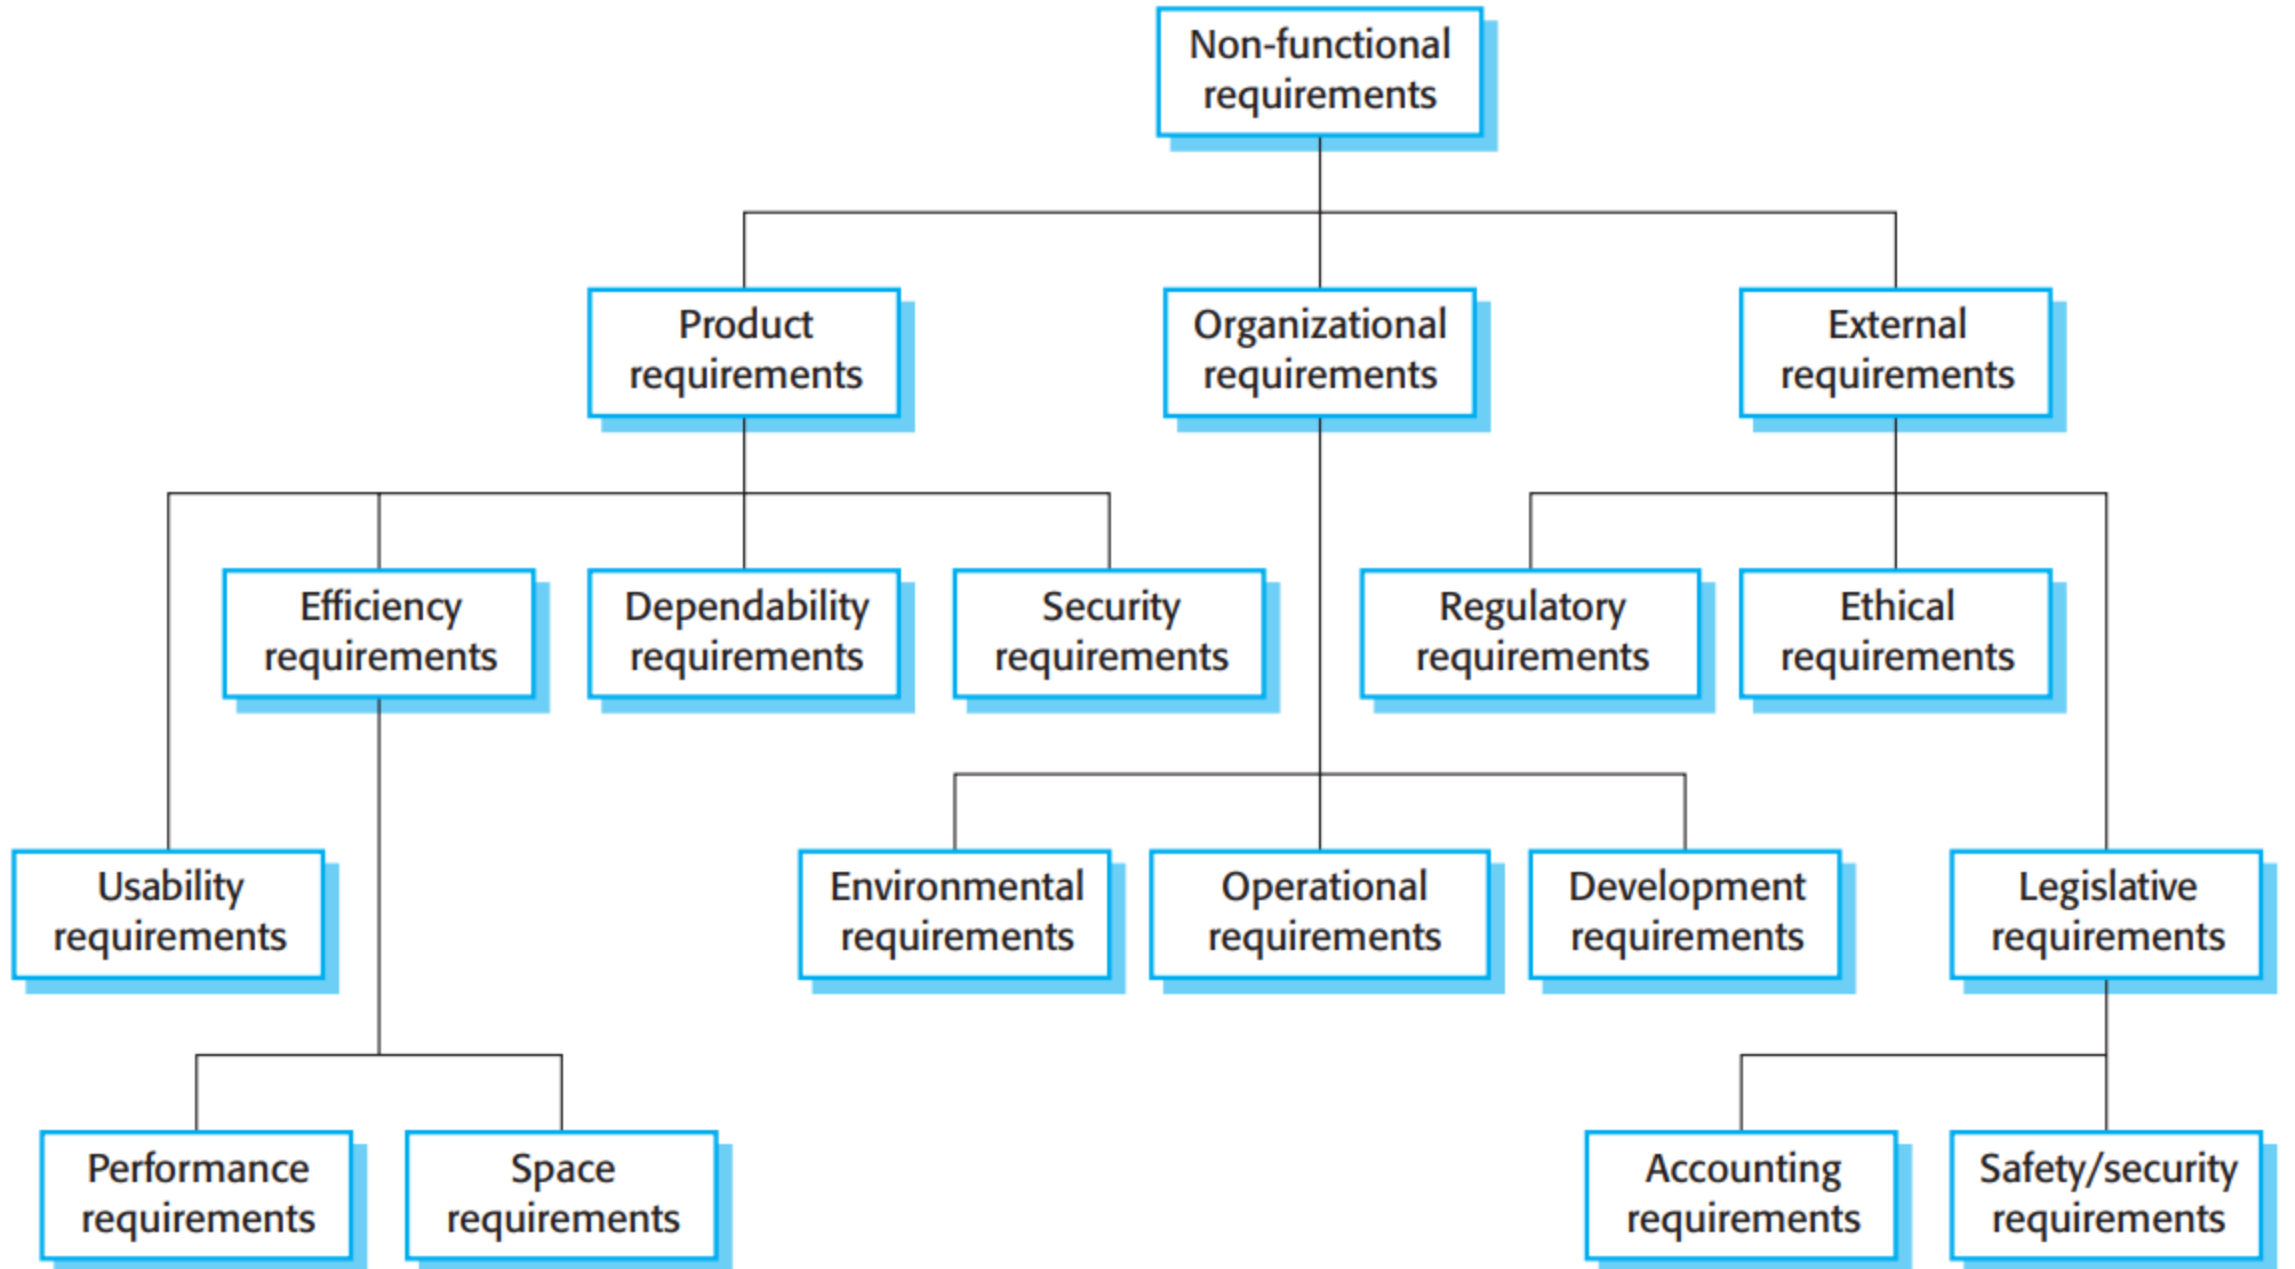 Non-functional
requirements
Product
requirements
Organizational
requirements
External
requirements
Efficiency
requirements
Dependability
requirements
Security
requirements
Regulatory
requirements
Ethical
requirements
Usability
requirements
Environmental
requirements
Operational
requirements
Development
requirements
Legislative
requirements
Performance
requirements
Space
requirements
Accounting
requirements
Safety/security
requirements